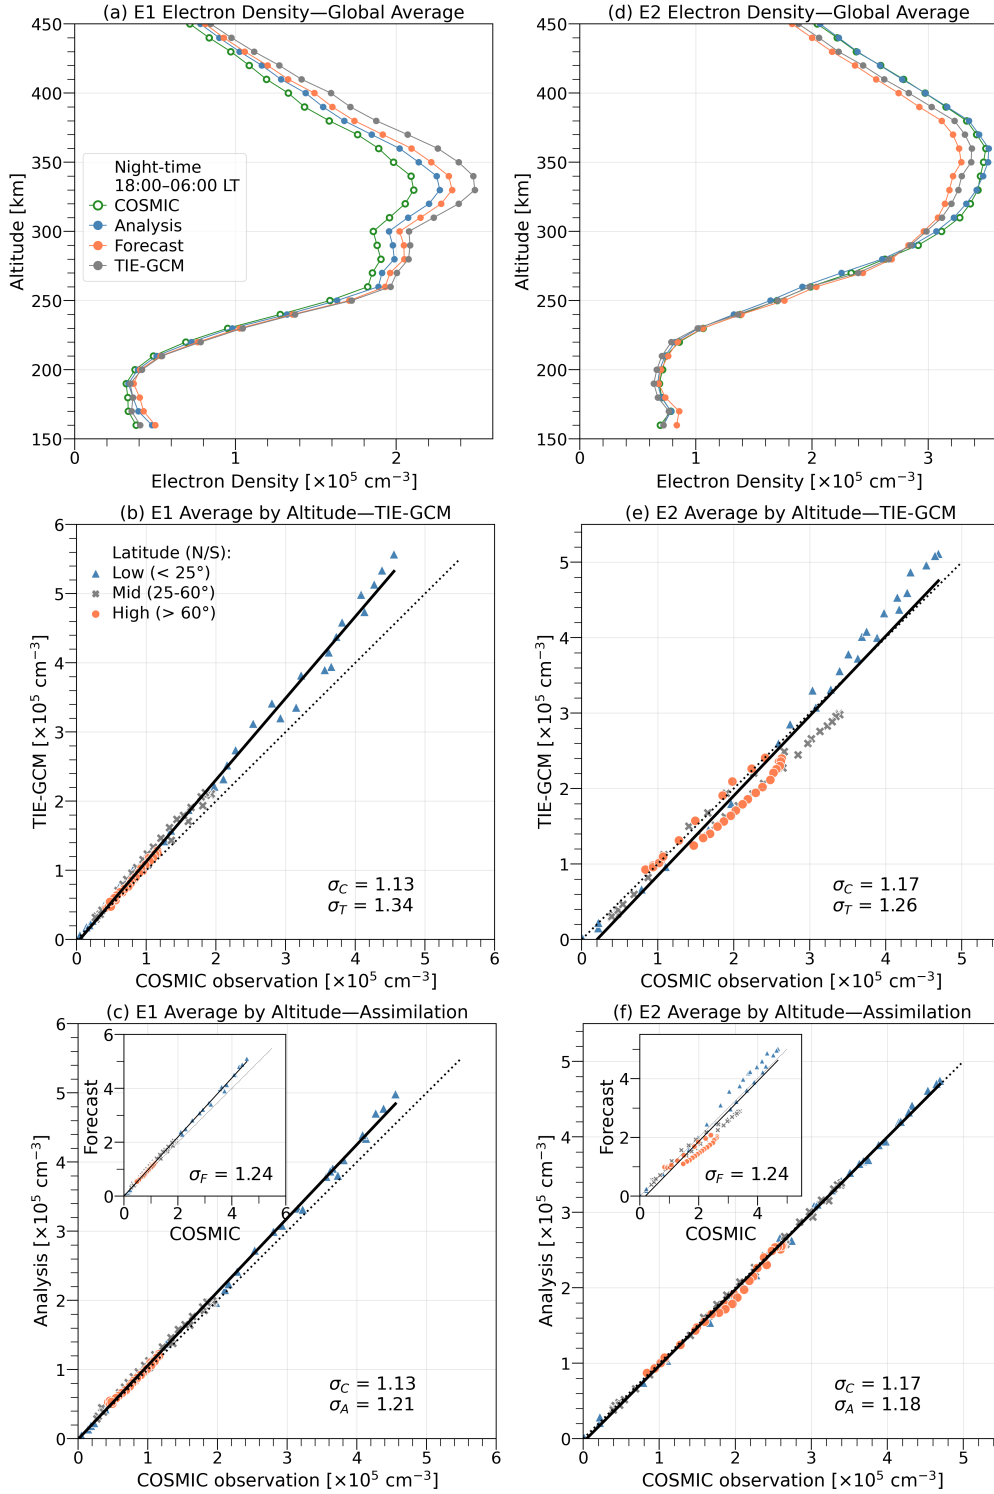 (a) E1 Electron Density—Global Average
450
400
350
300
250
200
150
Altitude [km]
Night-time
18:00–06:00 LT
COSMIC
Analysis
Forecast
TIE-GCM
0 1 2
Electron Density [×10⁵ cm⁻³]
(d) E2 Electron Density—Global Average
450
400
350
300
250
200
150
Altitude [km]
0 1 2 3
Electron Density [×10⁵ cm⁻³]
(b) E1 Average by Altitude—TIE-GCM
6
5
4
3
2
1
0
TIE-GCM [×10⁵ cm⁻³]
Latitude (N/S):
Low (< 25°)
Mid (25-60°)
High (> 60°)
σC = 1.13
σT = 1.34
0 1 2 3 4 5 6
COSMIC observation [×10⁵ cm⁻³]
(e) E2 Average by Altitude—TIE-GCM
5
4
3
2
1
0
TIE-GCM [×10⁵ cm⁻³]
σC = 1.17
σT = 1.26
0 1 2 3 4 5
COSMIC observation [×10⁵ cm⁻³]
(c) E1 Average by Altitude—Assimilation
6
5
4
3
2
1
0
Analysis [×10⁵ cm⁻³]
6
4
2
0
Forecast
σF = 1.24
0 2 4 6
COSMIC
σC = 1.13
σA = 1.21
0 1 2 3 4 5 6
COSMIC observation [×10⁵ cm⁻³]
(f) E2 Average by Altitude—Assimilation
5
4
3
2
1
0
Analysis [×10⁵ cm⁻³]
4
2
0
Forecast
σF = 1.24
0 2 4
COSMIC
σC = 1.17
σA = 1.18
0 1 2 3 4 5
COSMIC observation [×10⁵ cm⁻³]